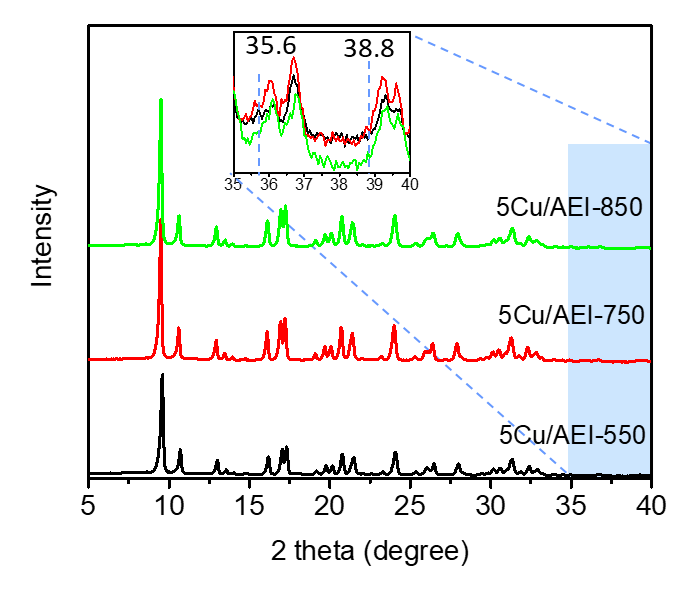 35.6 38.8
35 36 37 38 39 40
5Cu/AEI-850
5Cu/AEI-750
5Cu/AEI-550
Intensity
5 10 15 20 25 30 35 40
2 theta (degree)